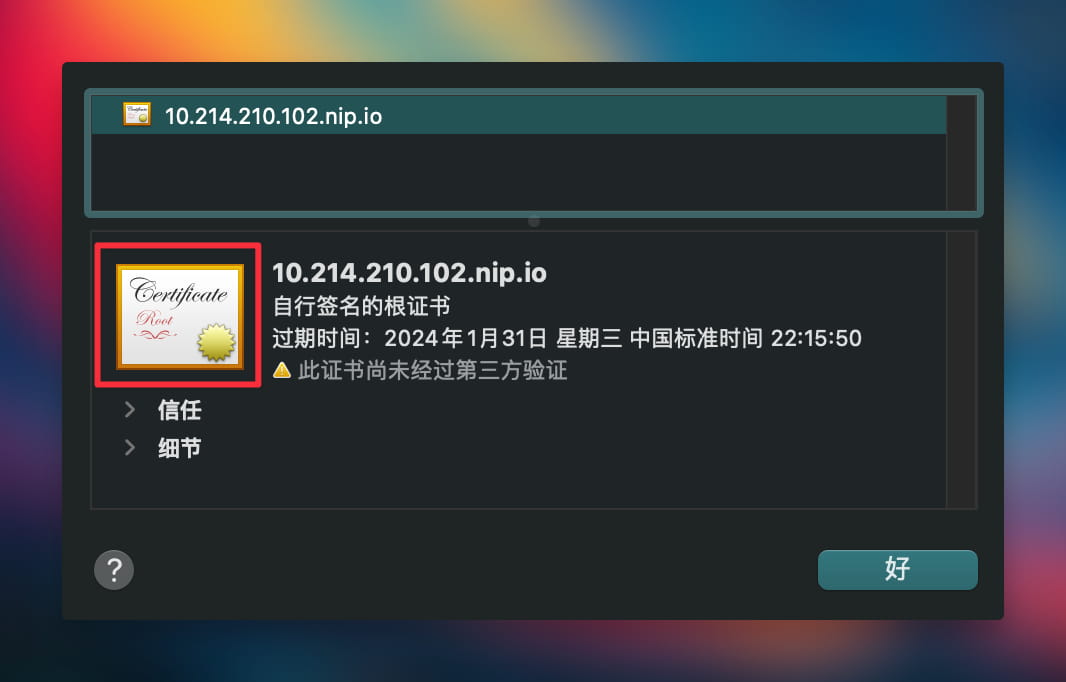 10.214.210.102.nip.io
Certificate
Root
10.214.210.102.nip.io
自行签名的根证书
过期时间：2024年1月31日 星期三 中国标准时间 22:15:50
此证书尚未经过第三方验证
信任
细节
?
好